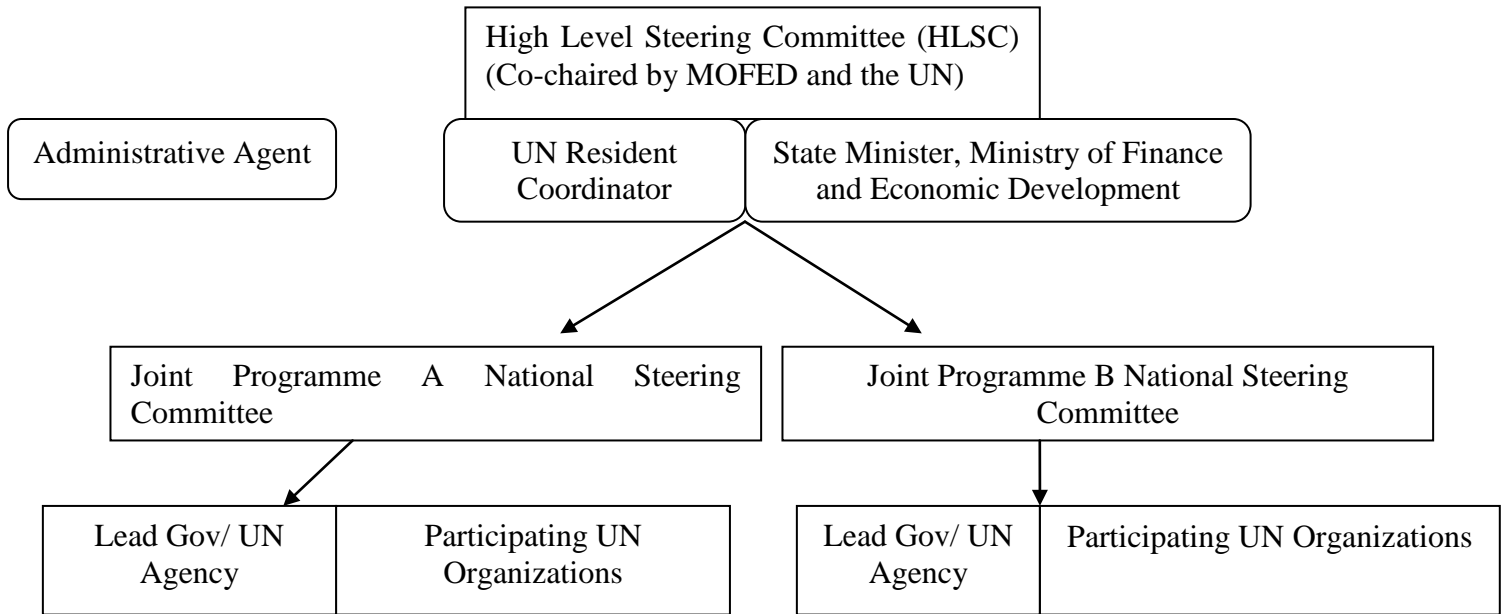 High Level Steering Committee (HLSC)
(Co-chaired by MOFED and the UN)
Administrative Agent
UN Resident
Coordinator
State Minister, Ministry of Finance
and Economic Development
Joint Programme A National Steering
Committee
Joint Programme B National Steering
Committee
Lead Gov/ UN
Agency
Participating UN
Organizations
Lead Gov/ UN
Agency
Participating UN Organizations